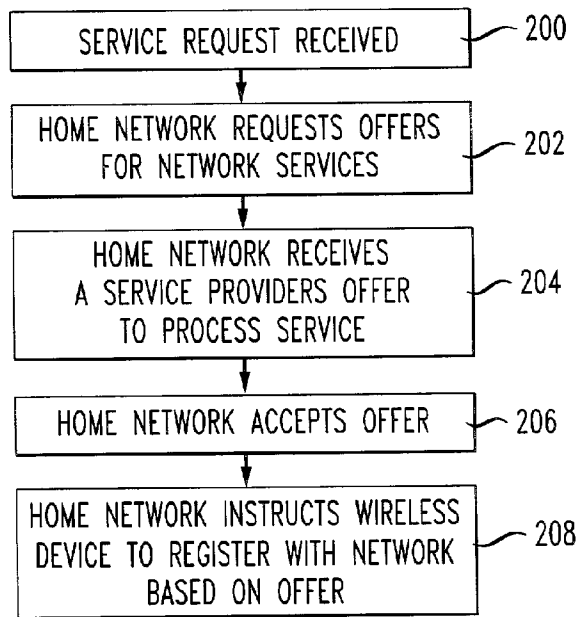 SERVICE REQUEST RECEIVED
200
HOME NETWORK REQUESTS OFFERS
FOR NETWORK SERVICES
202
HOME NETWORK RECEIVES
A SERVICE PROVIDERS OFFER
TO PROCESS SERVICE
204
HOME NETWORK ACCEPTS OFFER
206
HOME NETWORK INSTRUCTS WIRELESS
DEVICE TO REGISTER WITH NETWORK
BASED ON OFFER
208